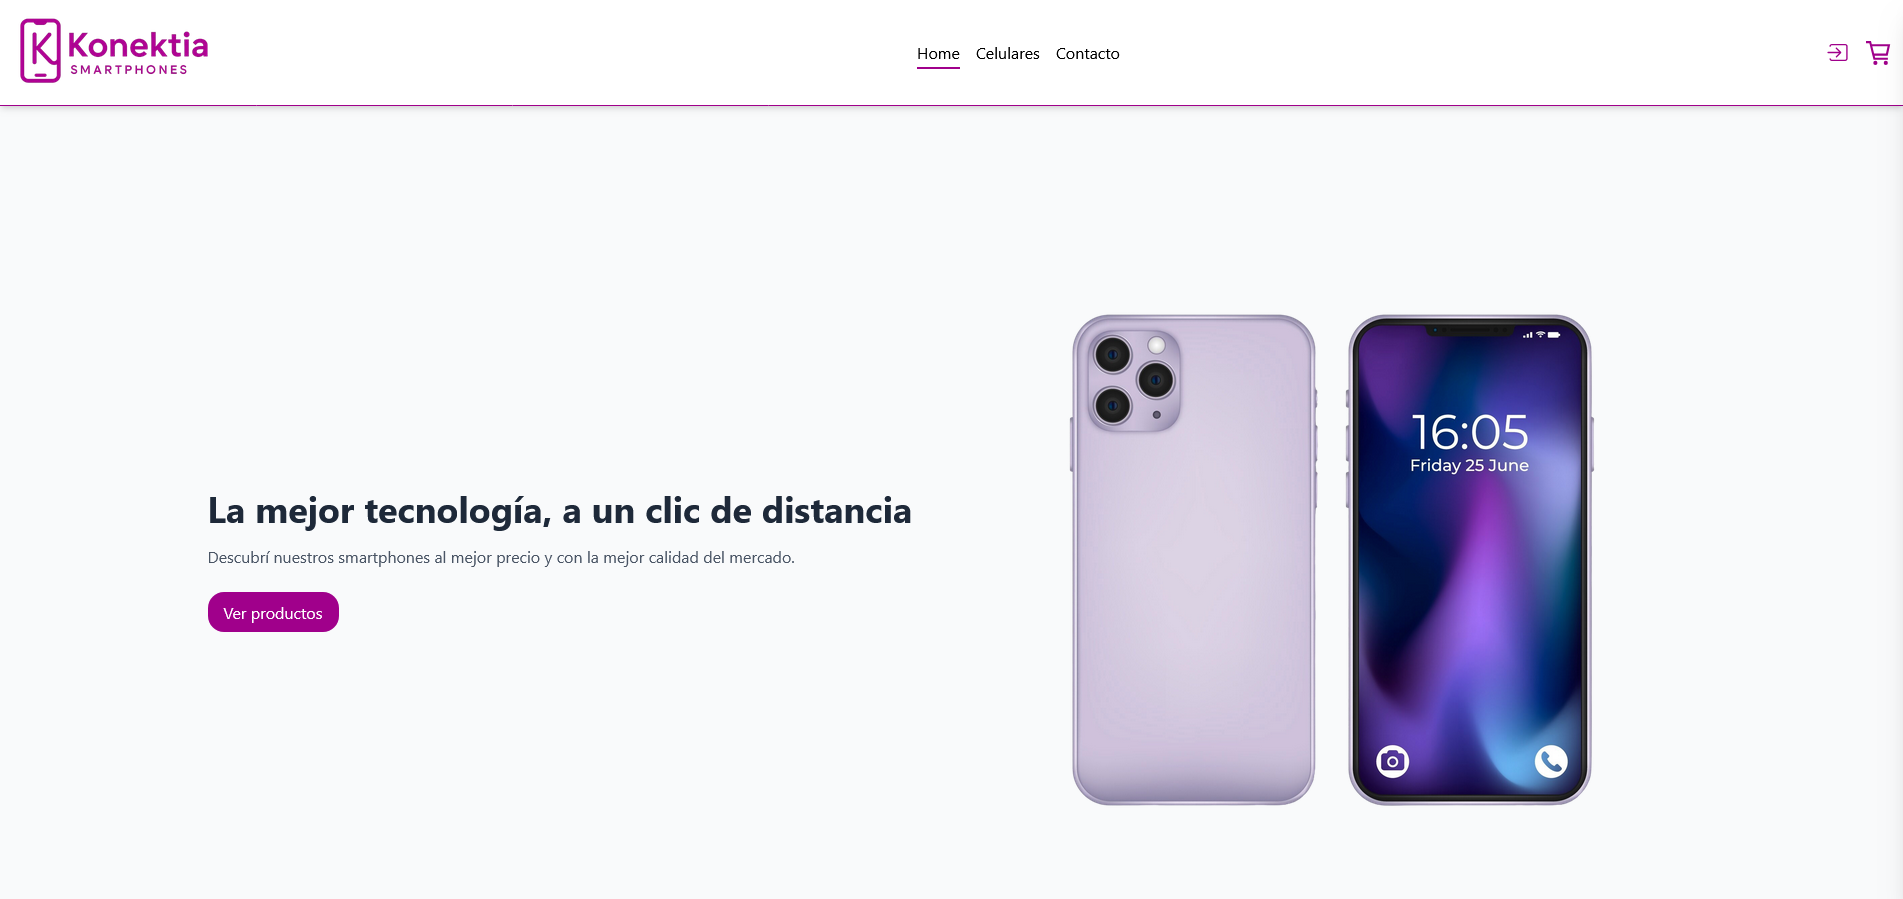 Konektia
SMARTPHONES
Home Celulares Contacto
La mejor tecnología, a un clic de distancia
Descubrí nuestros smartphones al mejor precio y con la mejor calidad del mercado.
Ver productos
16:05
Friday 25 June